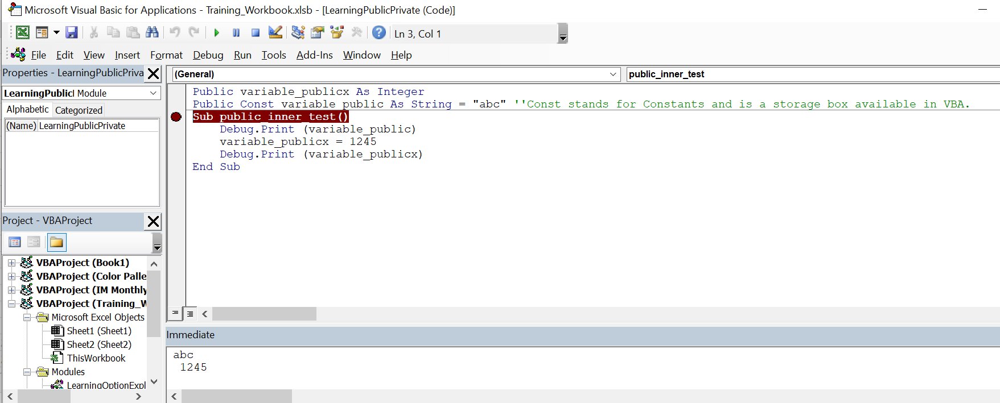 Microsoft Visual Basic for Applications - Training_Workbook.xlsb - [LearningPublicPrivate (Code)]
Ln 3, Col 1
File Edit View Insert Format Debug Run Tools Add-Ins Window Help
Properties - LearningPublicPriva
LearningPublicl Module
Alphabetic Categorized
(Name) LearningPublicPrivate
(General)
public_inner_test
Public variable_publicx As Integer
Public Const variable_public As String = "abc" ''Const stands for Constants and is a storage box available in VBA.
Sub public_inner_test()
Debug.Print (variable_public)
variable_publicx = 1245
Debug.Print (variable_publicx)
End Sub
Project - VBAProject
VBAProject (Book1)
VBAProject (Color Palle
VBAProject (IM Monthly
VBAProject (Training_W
Microsoft Excel Objects
Sheet1 (Sheet1)
Sheet2 (Sheet2)
ThisWorkbook
Modules
LearningOptionExpl
Immediate
abc
1245